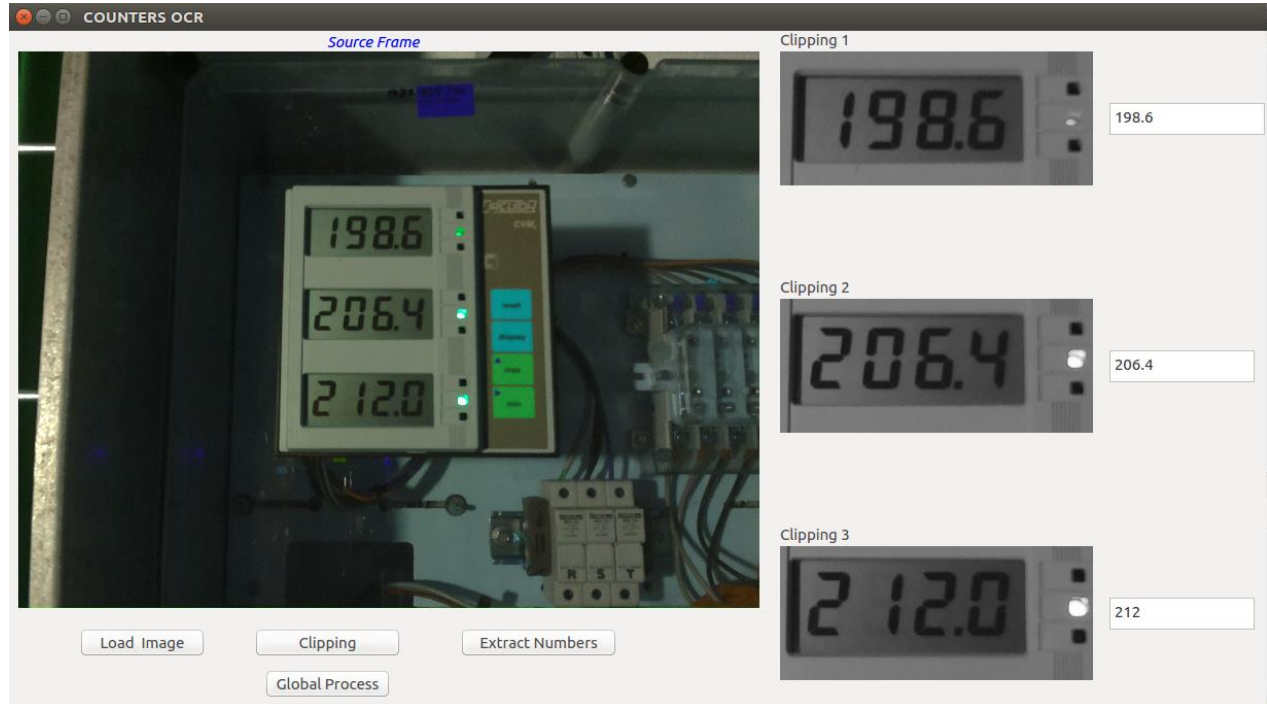 COUNTERS OCR
Source Frame
198.6
206.4
212.0
CVM
reset
display
max
min
R S T
Load Image
Clipping
Extract Numbers
Global Process
Clipping 1
198.6
198.6
Clipping 2
206.4
206.4
Clipping 3
212.0
212